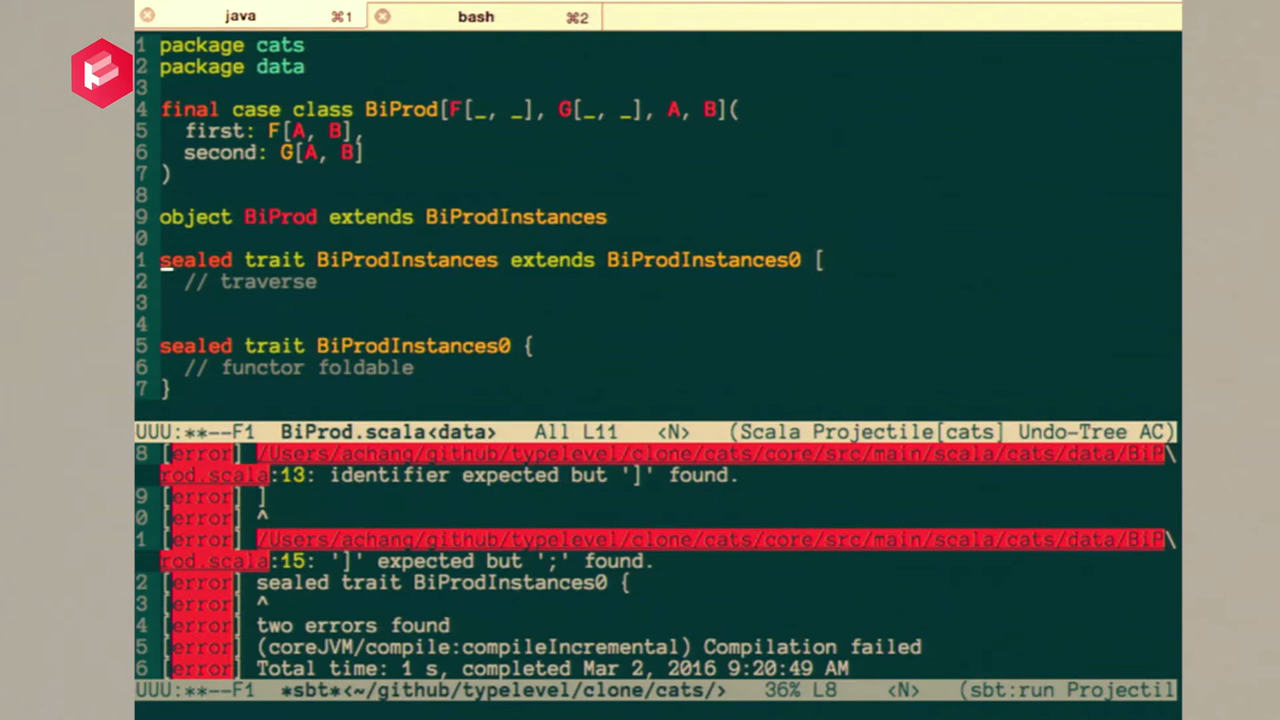 java ⌘1 bash ⌘2
1 package cats
2 package data
3
4 final case class BiProd[F[_, _], G[_, _], A, B](
5 first: F[A, B],
6 second: G[A, B]
7 )
8
9 object BiProd extends BiProdInstances
0
1 sealed trait BiProdInstances extends BiProdInstances0 [
2 // traverse
3
4
5 sealed trait BiProdInstances0 {
6 // functor foldable
7 }
UUU:**--F1 BiProd.scala<data> All L11 <N> (Scala Projectile[cats] Undo-Tree AC)
8 [error] /Users/achang/github/typelevel/clone/cats/core/src/main/scala/cats/data/BiP\
rod.scala:13: identifier expected but ']' found.
9 [error] ]
0 [error] ^
1 [error] /Users/achang/github/typelevel/clone/cats/core/src/main/scala/cats/data/BiP\
rod.scala:15: ']' expected but ';' found.
2 [error] sealed trait BiProdInstances0 {
3 [error] ^
4 [error] two errors found
5 [error] (coreJVM/compile:compileIncremental) Compilation failed
6 [error] Total time: 1 s, completed Mar 2, 2016 9:20:49 AM
UUU:**--F1 *sbt*<~/github/typelevel/clone/cats/> 36% L8 <N> (sbt:run Projectil